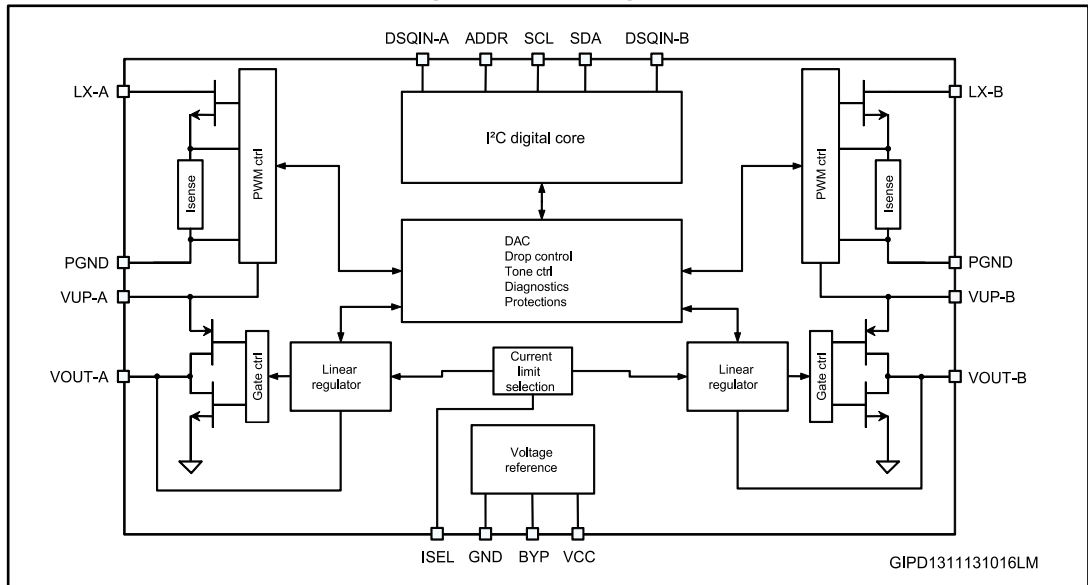 DSQIN-A ADDR SCL SDA DSQIN-B
LX-A
LX-B
I²C digital core
PWM ctrl
PWM ctrl
Isense
Isense
DAC
Drop control
Tone ctrl
Diagnostics
Protections
PGND
PGND
VUP-A
VUP-B
Gate ctrl
Linear
regulator
Current
limit
selection
Linear
regulator
Gate ctrl
VOUT-A
VOUT-B
Voltage
reference
ISEL GND BYP VCC
GIPD1311131016LM